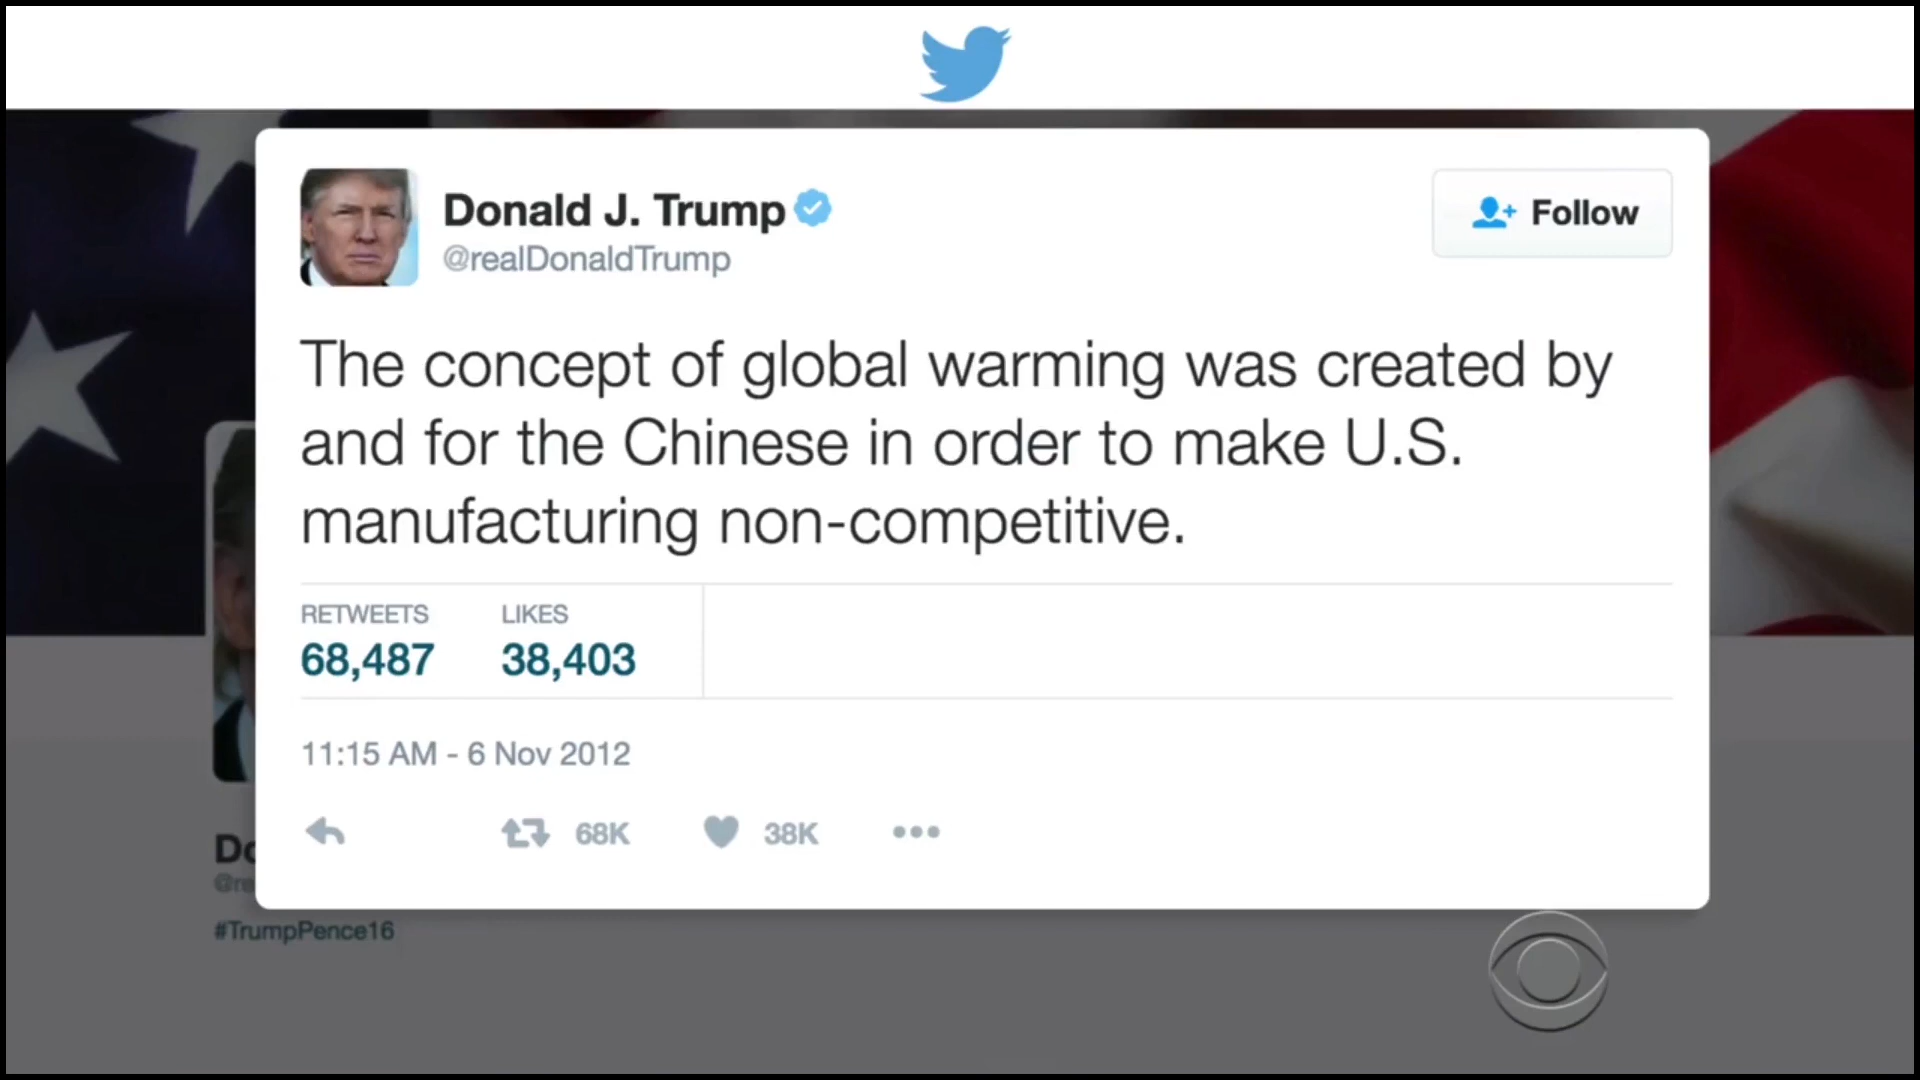 Donald J. Trump
@realDonaldTrump
Follow
The concept of global warming was created by
and for the Chinese in order to make U.S.
manufacturing non-competitive.
RETWEETS LIKES
68,487 38,403
11:15 AM - 6 Nov 2012
68K 38K
Do
@re
#TrumpPence16